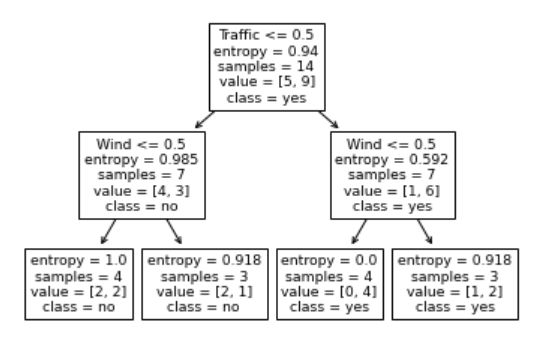 Traffic <= 0.5
entropy = 0.94
samples = 14
value = [5, 9]
class = yes
Wind <= 0.5
entropy = 0.985
samples = 7
value = [4, 3]
class = no
Wind <= 0.5
entropy = 0.592
samples = 7
value = [1, 6]
class = yes
entropy = 1.0
samples = 4
value = [2, 2]
class = no
entropy = 0.918
samples = 3
value = [2, 1]
class = no
entropy = 0.0
samples = 4
value = [0, 4]
class = yes
entropy = 0.918
samples = 3
value = [1, 2]
class = yes